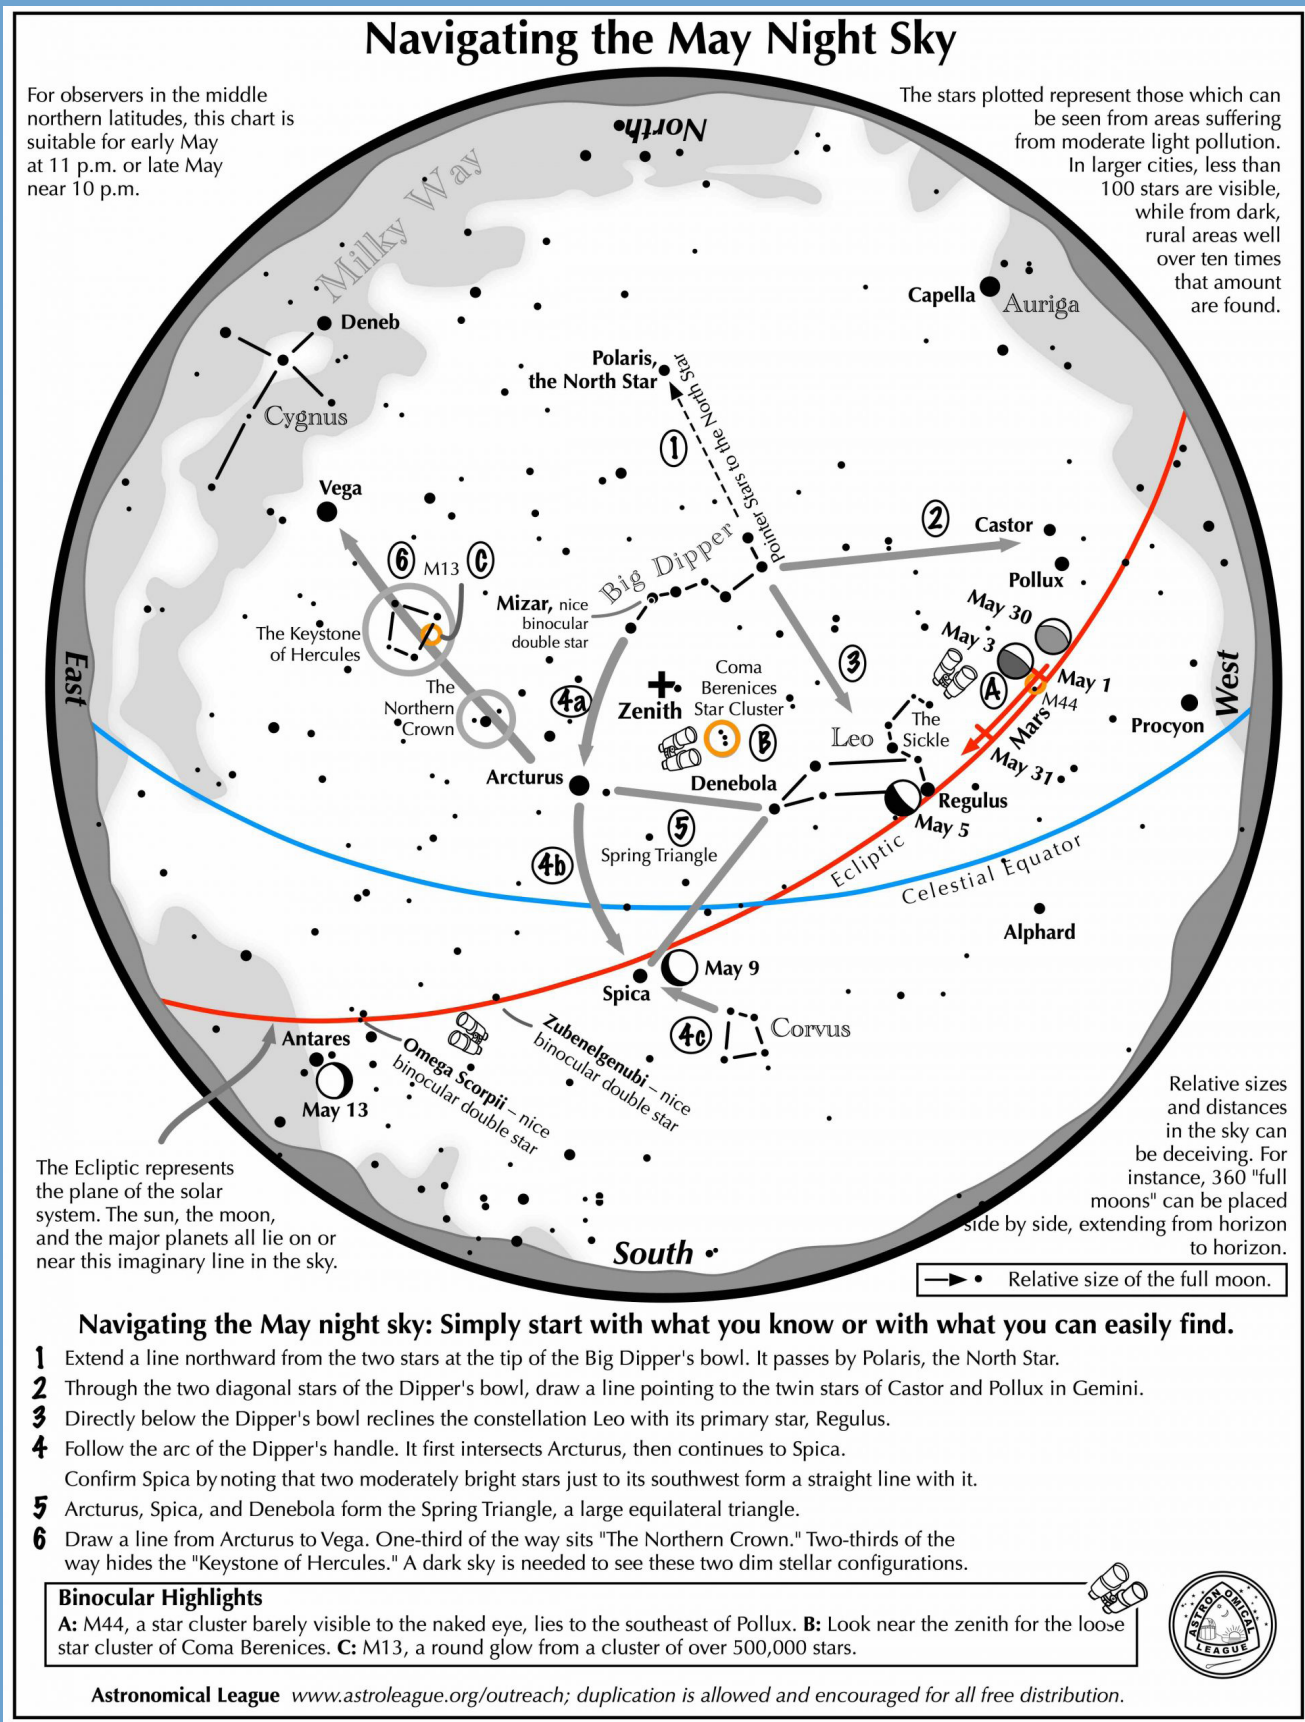 Navigating the May Night Sky
For observers in the middle
northern latitudes, this chart is
suitable for early May
at 11 p.m. or late May
near 10 p.m.
The stars plotted represent those which can
be seen from areas suffering
from moderate light pollution.
In larger cities, less than
100 stars are visible,
while from dark,
rural areas well
over ten times
that amount
are found.
North
Milky Way
Capella
Auriga
Deneb
Cygnus
Polaris,
the North Star
Pointer Stars to the North Star
1
Vega
2
Castor
Pollux
6
M13
C
Big Dipper
Mizar, nice
binocular
double star
May 30
May 3
The Keystone
of Hercules
East
West
3
A
May 1
M44
Mars
May 31
The
Northern
Crown
4a
Zenith
Coma
Berenices
Star Cluster
B
Leo
The
Sickle
Procyon
Arcturus
Denebola
Regulus
May 5
5
Spring Triangle
4b
Ecliptic
Celestial Equator
Alphard
Spica
May 9
4c
Corvus
Antares
May 13
Omega Scorpii – nice
binocular double star
Zubenelgenubi – nice
binocular double star
South
The Ecliptic represents
the plane of the solar
system. The sun, the moon,
and the major planets all lie on or
near this imaginary line in the sky.
Relative sizes
and distances
in the sky can
be deceiving. For
instance, 360 "full
moons" can be placed
side by side, extending from horizon
to horizon.
Relative size of the full moon.
Navigating the May night sky: Simply start with what you know or with what you can easily find.
1 Extend a line northward from the two stars at the tip of the Big Dipper's bowl. It passes by Polaris, the North Star.
2 Through the two diagonal stars of the Dipper's bowl, draw a line pointing to the twin stars of Castor and Pollux in Gemini.
3 Directly below the Dipper's bowl reclines the constellation Leo with its primary star, Regulus.
4 Follow the arc of the Dipper's handle. It first intersects Arcturus, then continues to Spica.
Confirm Spica by noting that two moderately bright stars just to its southwest form a straight line with it.
5 Arcturus, Spica, and Denebola form the Spring Triangle, a large equilateral triangle.
6 Draw a line from Arcturus to Vega. One-third of the way sits "The Northern Crown." Two-thirds of the
way hides the "Keystone of Hercules." A dark sky is needed to see these two dim stellar configurations.
Binocular Highlights
A: M44, a star cluster barely visible to the naked eye, lies to the southeast of Pollux. B: Look near the zenith for the loose
star cluster of Coma Berenices. C: M13, a round glow from a cluster of over 500,000 stars.
ASTRONOMICAL
LEAGUE
Astronomical League www.astroleague.org/outreach; duplication is allowed and encouraged for all free distribution.